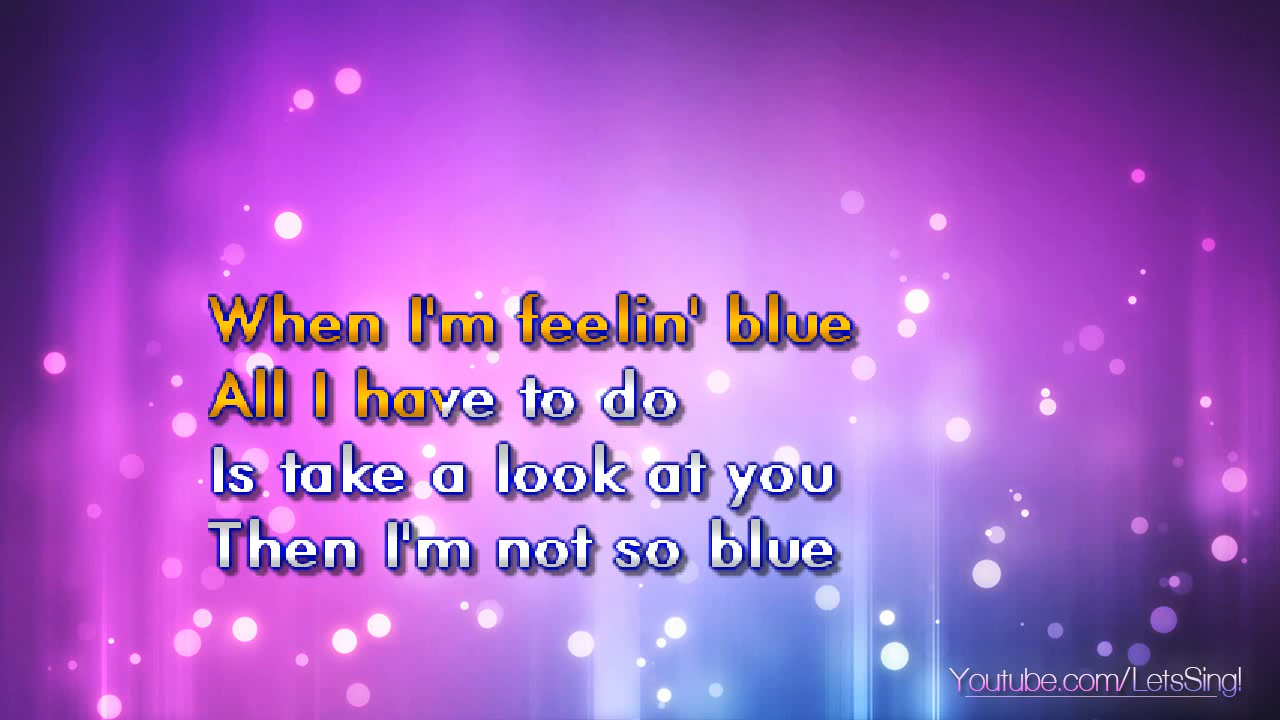 When I'm feelin' blue
All I have to do
Is take a look at you
Then I'm not so blue
Youtube.com/LetsSing!